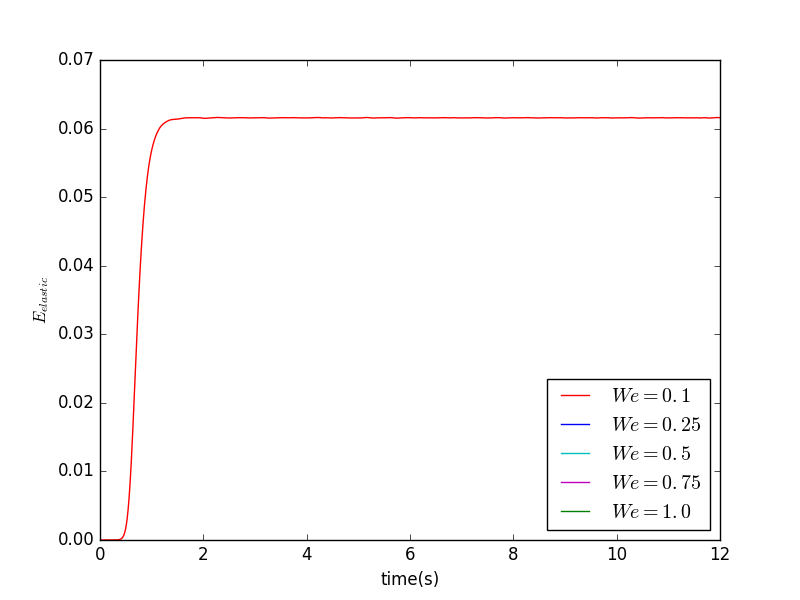 0.07
0.06
0.05
0.04
0.03
0.02
0.01
0.00
E_elastic
0 2 4 6 8 10 12
time(s)
We = 0.1
We = 0.25
We = 0.5
We = 0.75
We = 1.0